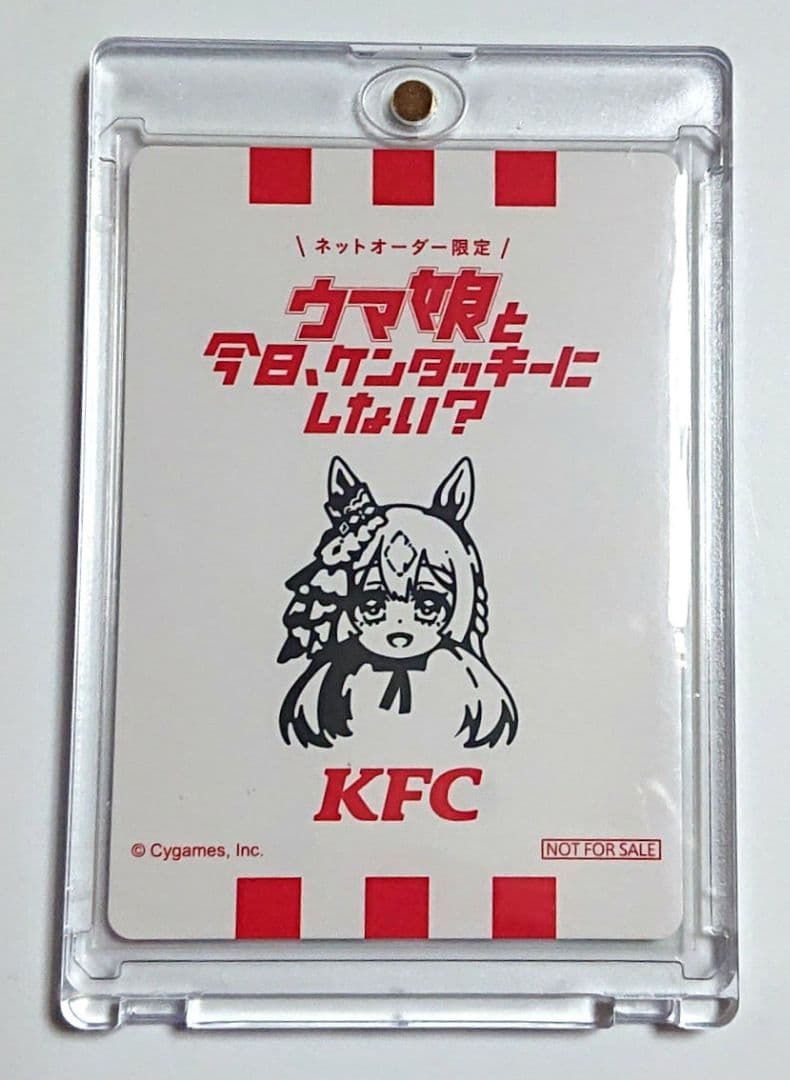 \ ネットオーダー限定 /
ウマ娘と
今日、ケンタッキーに
しない?
KFC
© Cygames, Inc.
NOT FOR SALE